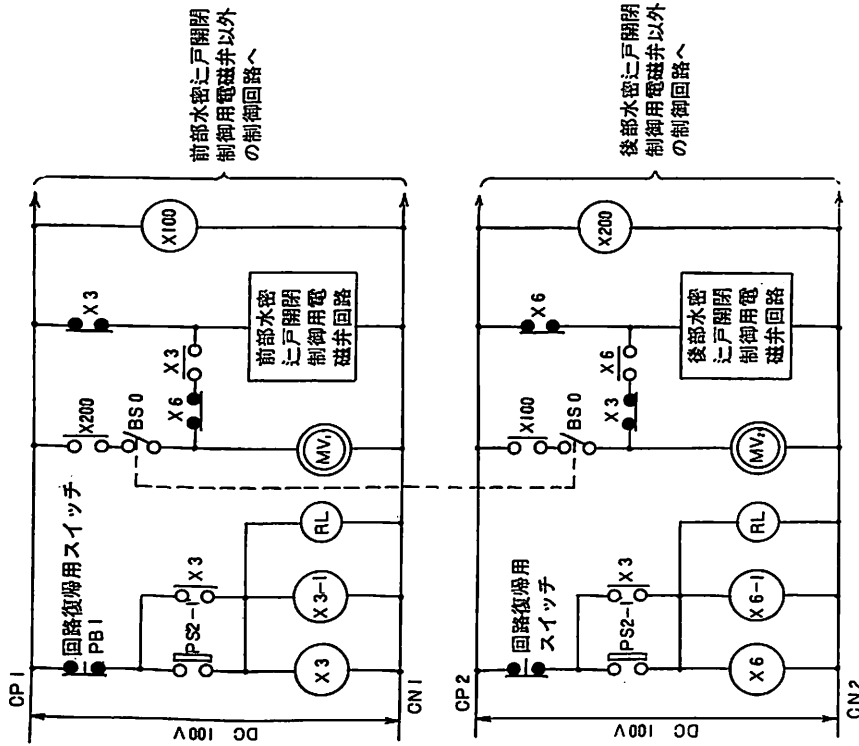 CP1
回路復帰用スイッチ
PB1
X3
PS2-1
X3
X3-1
RL
X200
BS0
X6
X3
X3
MV₁
X100
前部水密
辷戸開閉
制御用電
磁弁回路
DC 100V
CN1
前部水密辷戸開閉
制御用電磁弁以外
の制御回路へ
CP2
回路復帰用
スイッチ
X3
PS2-1
X6
X6-1
RL
X100
BS0
X3
X6
X6
MV₂
X200
後部水密
辷戸開閉
制御用電
磁弁回路
DC 100V
CN2
後部水密辷戸開閉
制御用電磁弁以外
の制御回路へ